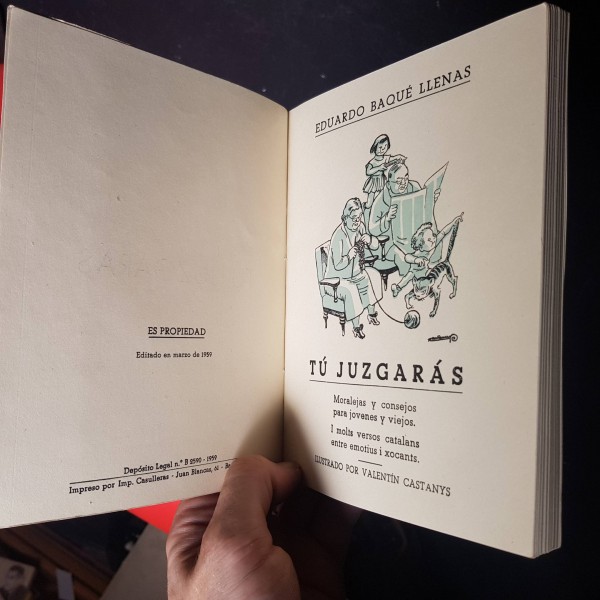 ES PROPIEDAD
Editado en marzo de 1959
Depósito Legal n.º B 2590 - 1959
Impreso por Imp. Casulleras - Juan Blancas, 61 -
EDUARDO BAQUÉ LLENAS
TÚ JUZGARÁS
Moralejas y consejos
para jovenes y viejos.
I molts versos catalans
entre emotius i xocants.
ILUSTRADO POR VALENTÍN CASTANYS